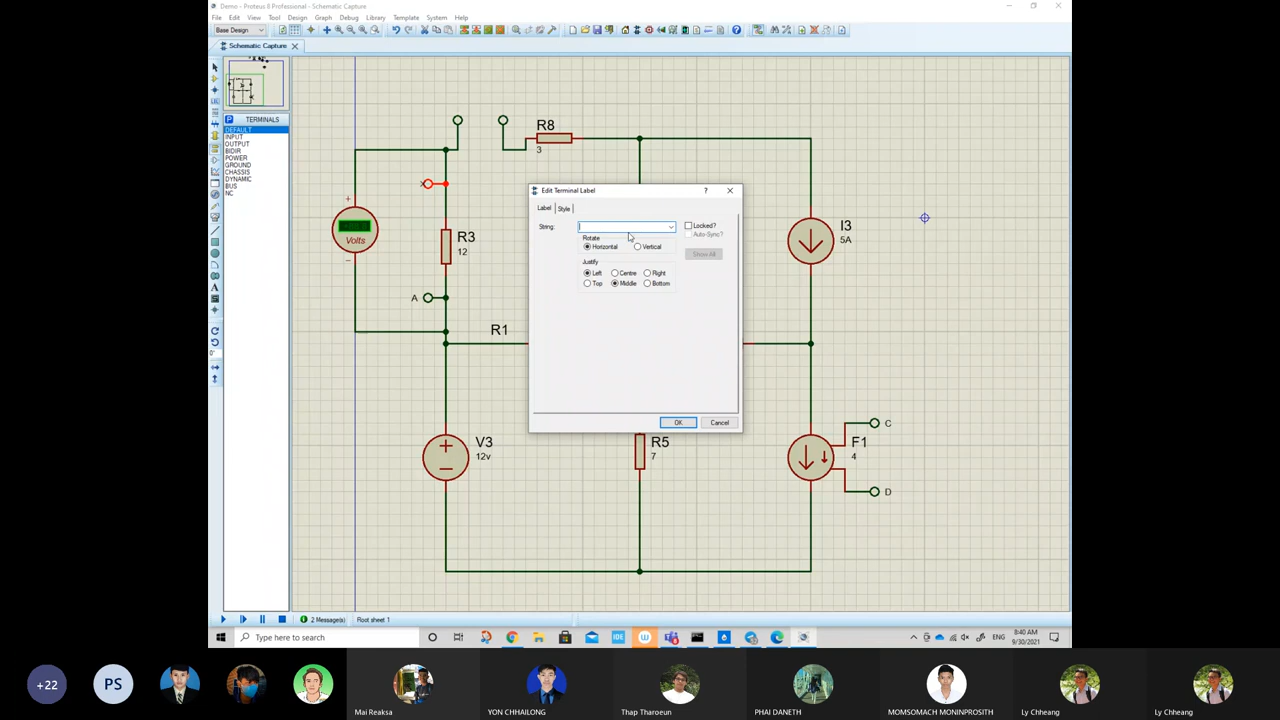 Demo - Proteus 8 Professional - Schematic Capture
File Edit View Tool Design Graph Debug Library Template System Help
Base Design
Schematic Capture
P TERMINALS
DEFAULT
INPUT
OUTPUT
BIDIR
POWER
GROUND
CHASSIS
DYNAMIC
BUS
NC
R8
3
+
Volts
R3
12
A
R1
I3
5A
V3
12v
R5
7
F1
4
C
D
Edit Terminal Label ?
Label Style
String:
Locked?
Auto-Sync?
Show All
Rotate
Horizontal Vertical
Justify
Left Centre Right
Top Middle Bottom
OK Cancel
0°
2 Message(s) Root sheet 1
Type here to search
IDE
ENG
8:40 AM
9/30/2021
+22
PS
Mai Reaksa
YON CHHAILONG
Thap Tharoeun
PHAI DANETH
MOMSOMACH MONINPROSITH
Ly Chheang
Ly Chheang